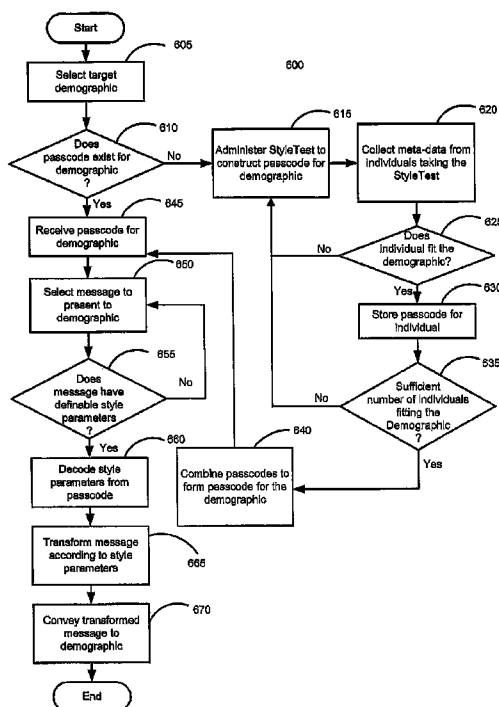 Start
605
Select target
demographic
600
610
Does
passcode exist for
demographic
?
No
Yes
615
Administer StyleTest to
construct passcode for
demographic
620
Collect meta-data from
individuals taking the
StyleTest
625
Does
individual fit the
demographic?
No
Yes
630
Store passcode for
individual
635
Sufficient
number of individuals
fitting the
Demographic
?
No
Yes
640
Combine passcodes to
form passcode for the
demographic
645
Receive passcode for
demographic
650
Select message to
present to
demographic
655
Does
message have
definable style
parameters
?
No
Yes
660
Decode style
parameters from
passcode
665
Transform message
according to style
parameters
670
Convey transformed
message to
demographic
End